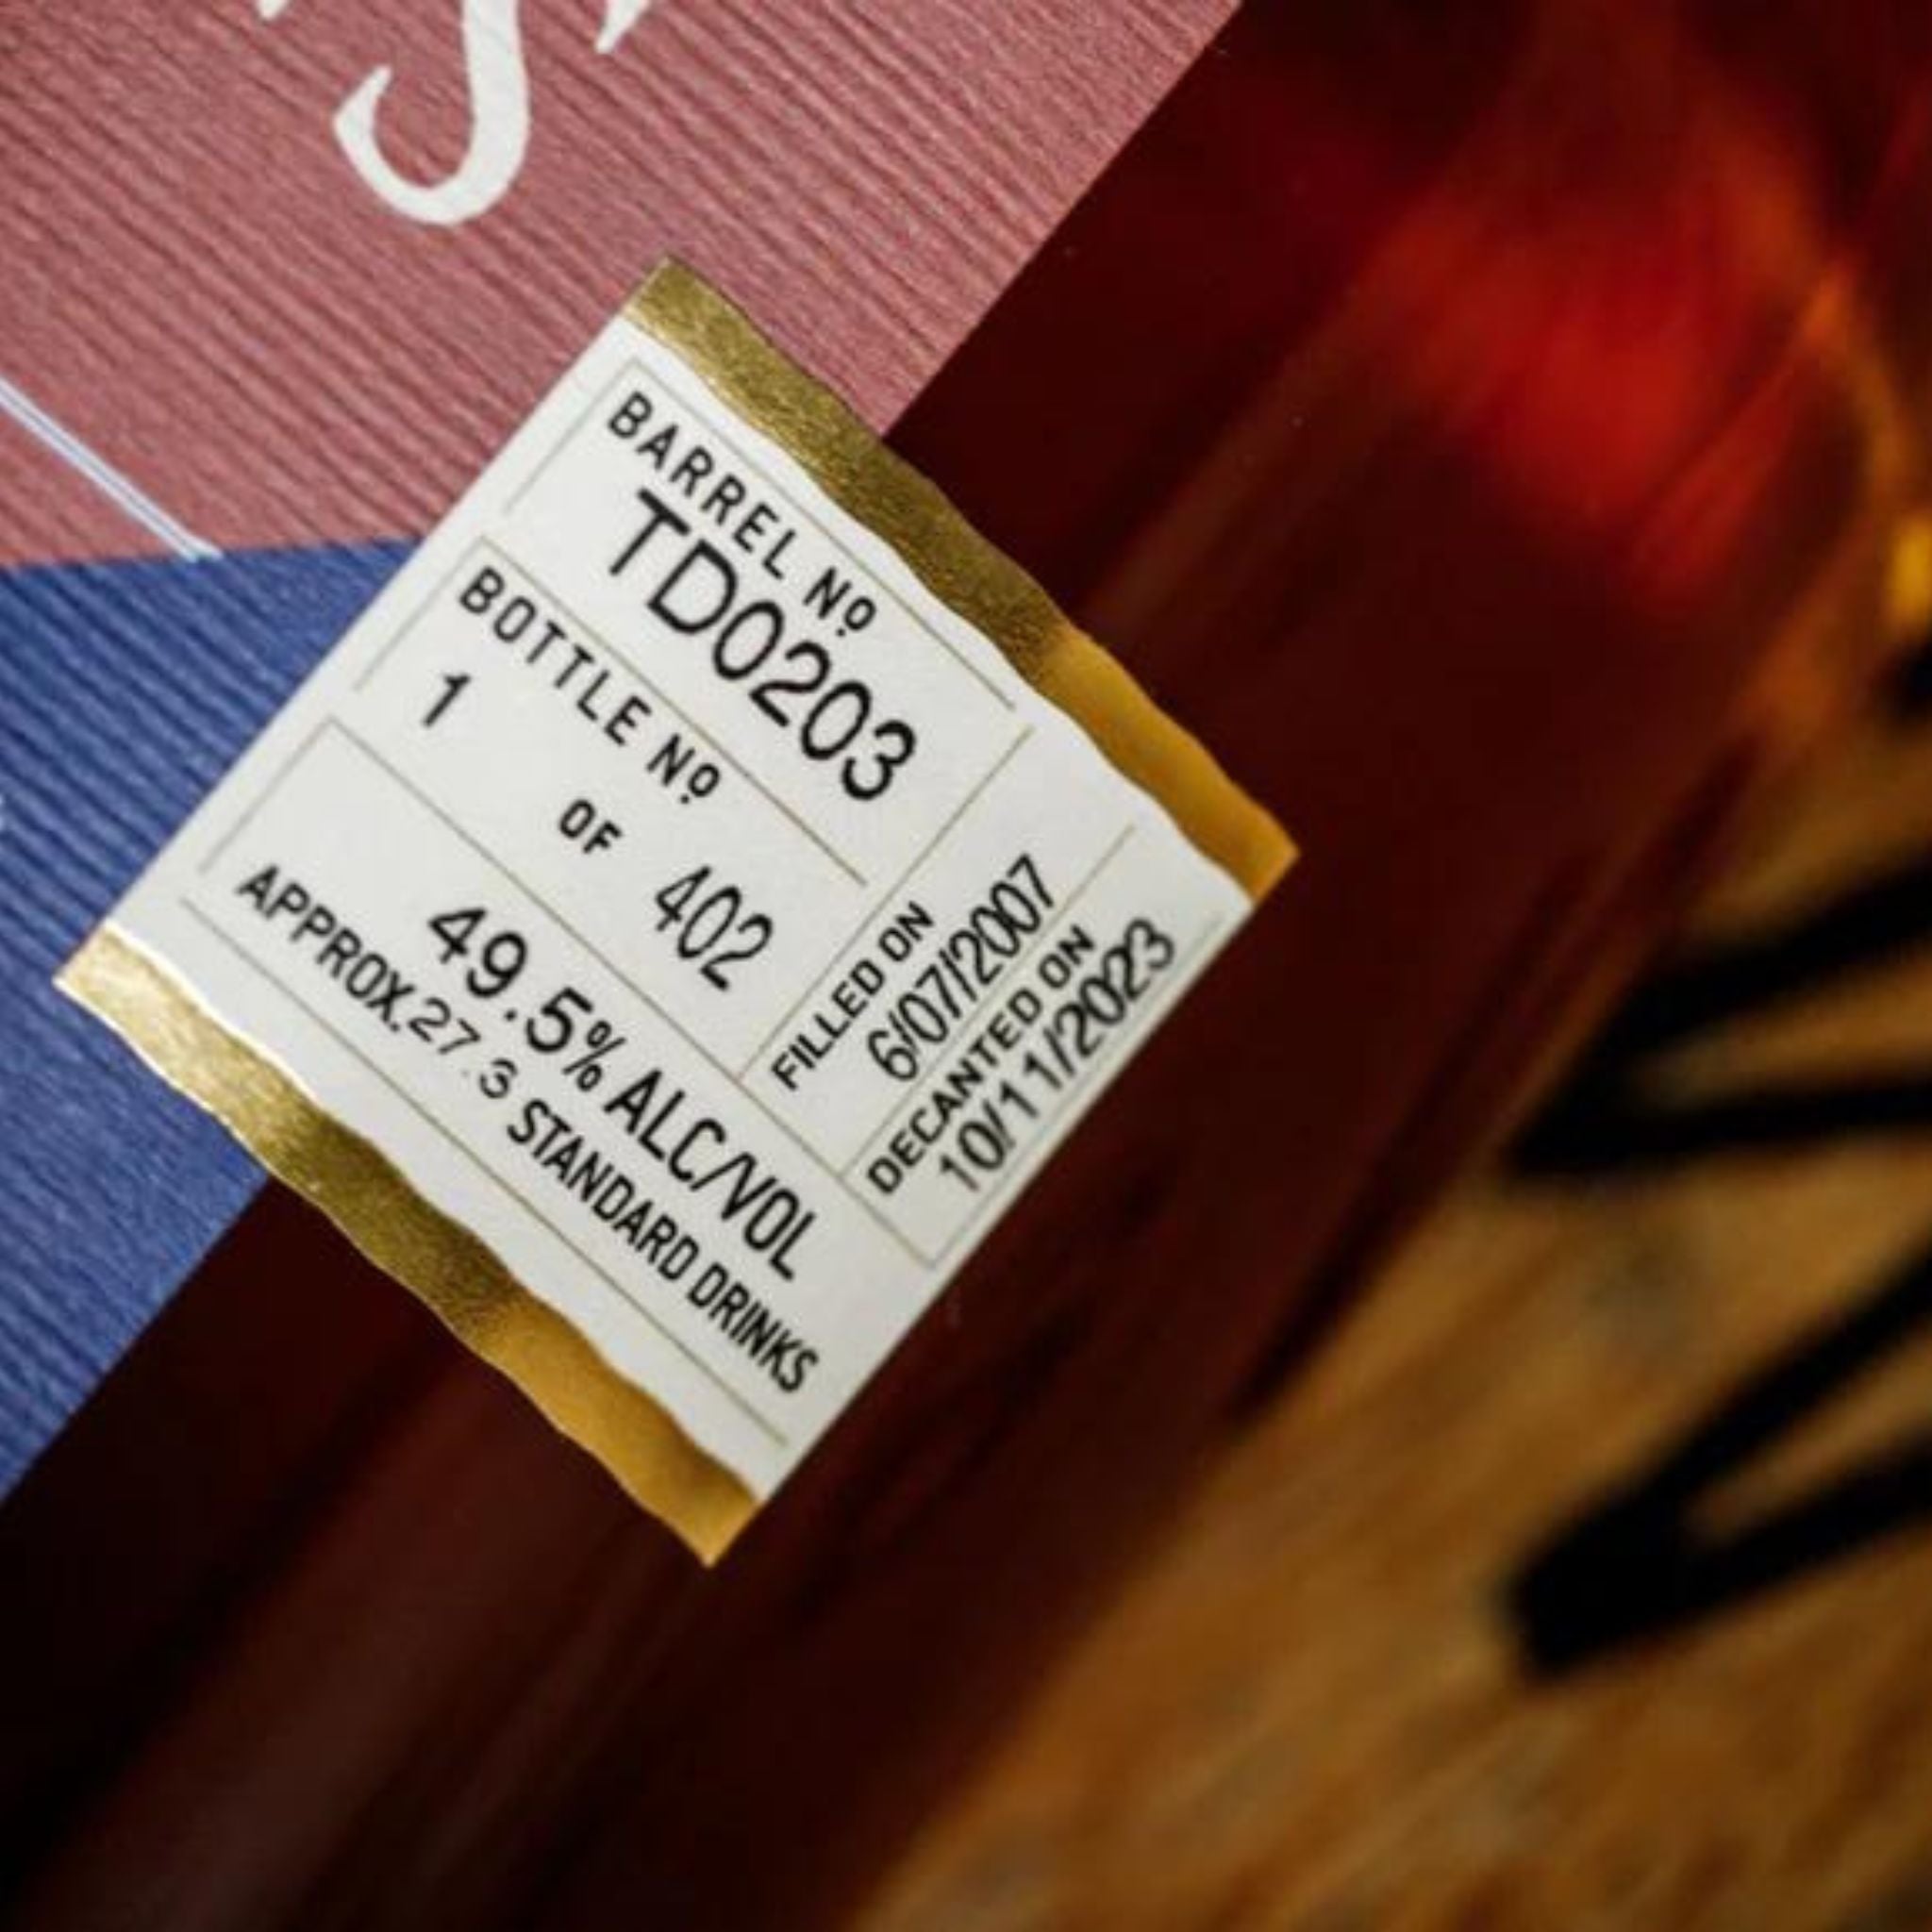 S
BARREL Nº
TD0203
BOTTLE Nº
1 OF 402
FILLED ON
6/07/2007
DECANTED ON
10/11/2023
49.5% ALC/VOL
APPROX.27.3 STANDARD DRINKS